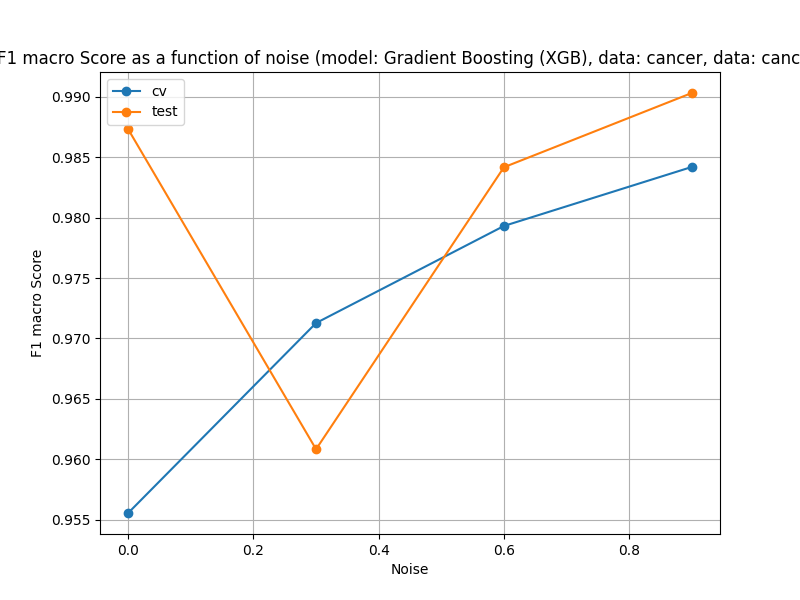 F1 macro Score as a function of noise (model: Gradient Boosting (XGB), data: cancer, data: canc
cv
test
0.990
0.985
0.980
0.975
0.970
0.965
0.960
0.955
F1 macro Score
0.0 0.2 0.4 0.6 0.8
Noise